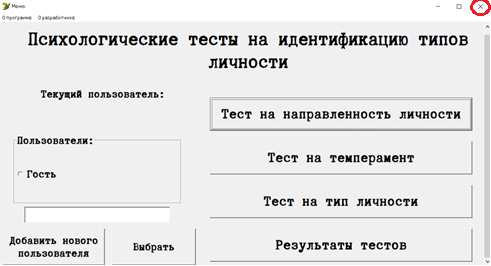 Меню
О программе О разработчике
Психологические тесты на идентификацию типов
личности
Текущий пользователь:
Пользователи:
Гость
Добавить нового
пользователя
Выбрать
Тест на направленность личности
Тест на темперамент
Тест на тип личности
Результаты тестов